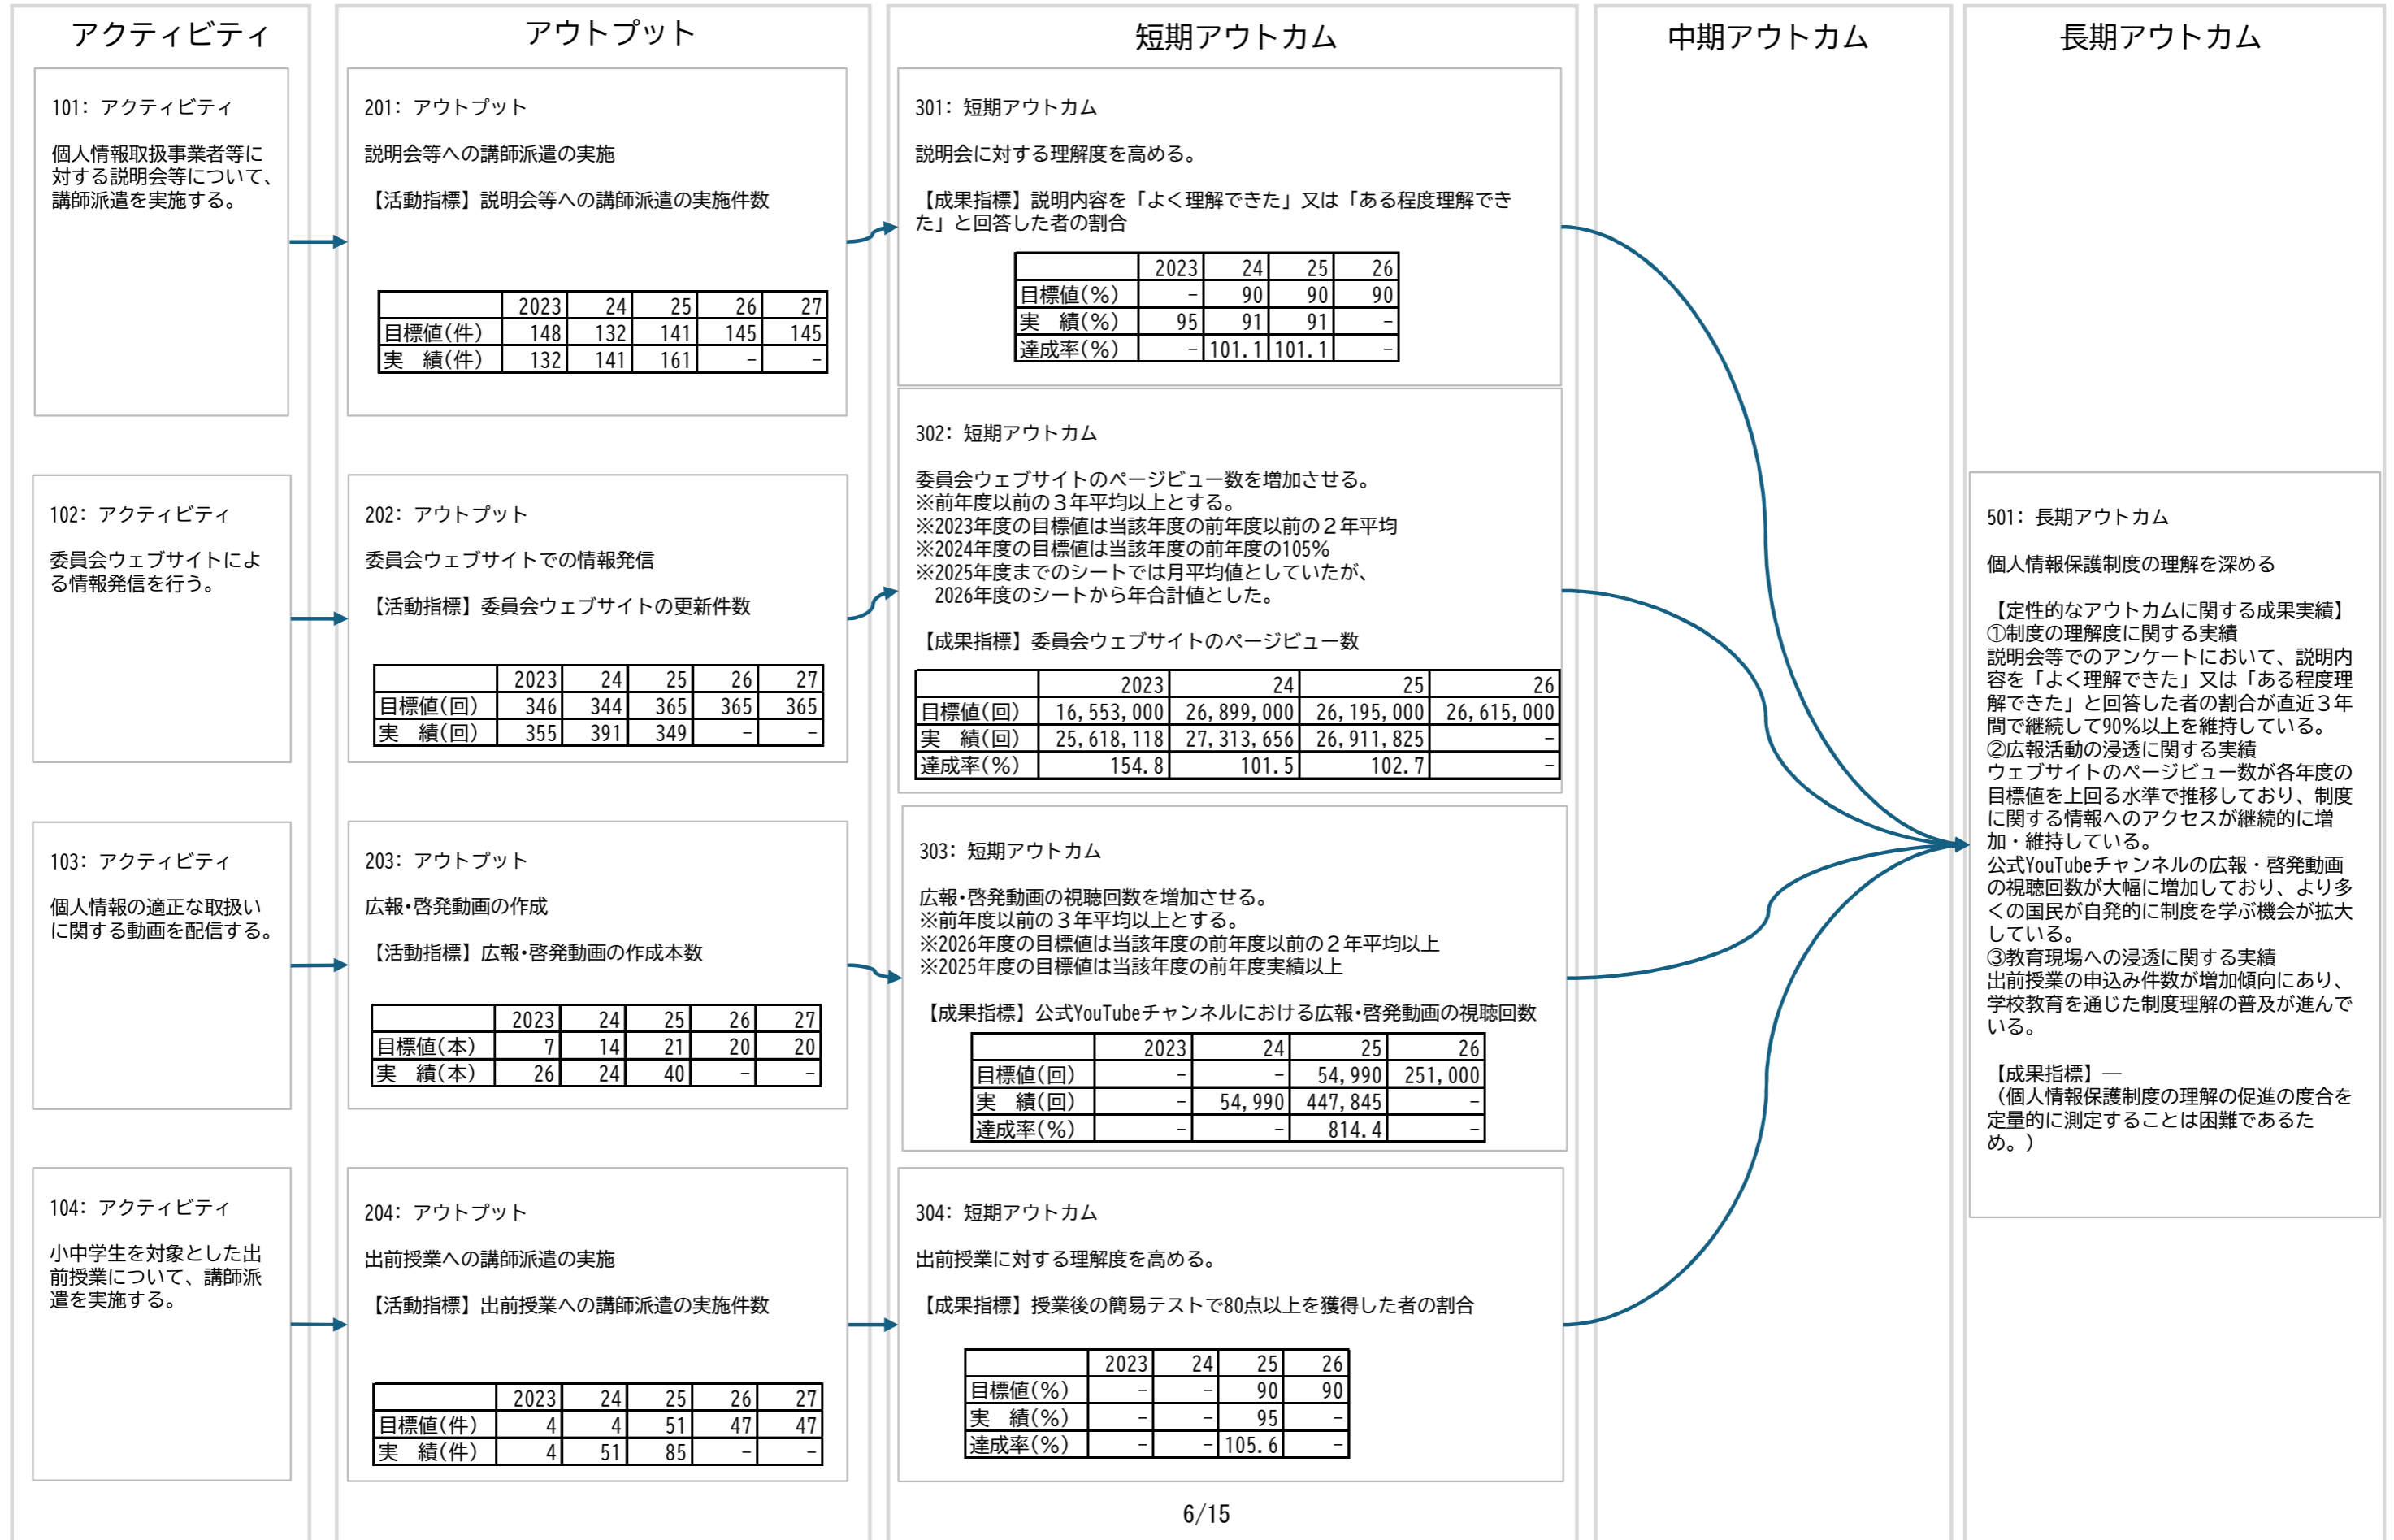 アクティビティ
アウトプット
短期アウトカム
中期アウトカム
長期アウトカム
101: アクティビティ
個人情報取扱事業者等に
対する説明会等について、
講師派遣を実施する。
201: アウトプット
説明会等への講師派遣の実施
【活動指標】説明会等への講師派遣の実施件数
2023 24 25 26 27
目標値(件) 148 132 141 145 145
実　績(件) 132 141 161 - -
301: 短期アウトカム
説明会に対する理解度を高める。
【成果指標】説明内容を「よく理解できた」又は「ある程度理解でき
た」と回答した者の割合
2023 24 25 26
目標値(%) - 90 90 90
実　績(%) 95 91 91 -
達成率(%) - 101.1 101.1 -
102: アクティビティ
委員会ウェブサイトによ
る情報発信を行う。
202: アウトプット
委員会ウェブサイトでの情報発信
【活動指標】委員会ウェブサイトの更新件数
2023 24 25 26 27
目標値(回) 346 344 365 365 365
実　績(回) 355 391 349 - -
302: 短期アウトカム
委員会ウェブサイトのページビュー数を増加させる。
※前年度以前の３年平均以上とする。
※2023年度の目標値は当該年度の前年度以前の２年平均
※2024年度の目標値は当該年度の前年度の105%
※2025年度までのシートでは月平均値としていたが、
2026年度のシートから年合計値とした。
【成果指標】委員会ウェブサイトのページビュー数
2023 24 25 26
目標値(回) 16,553,000 26,899,000 26,195,000 26,615,000
実　績(回) 25,618,118 27,313,656 26,911,825 -
達成率(%) 154.8 101.5 102.7 -
103: アクティビティ
個人情報の適正な取扱い
に関する動画を配信する。
203: アウトプット
広報・啓発動画の作成
【活動指標】広報・啓発動画の作成本数
2023 24 25 26 27
目標値(本) 7 14 21 20 20
実　績(本) 26 24 40 - -
303: 短期アウトカム
広報・啓発動画の視聴回数を増加させる。
※前年度以前の３年平均以上とする。
※2026年度の目標値は当該年度の前年度以前の２年平均以上
※2025年度の目標値は当該年度の前年度実績以上
【成果指標】公式YouTubeチャンネルにおける広報・啓発動画の視聴回数
2023 24 25 26
目標値(回) - - 54,990 251,000
実　績(回) - 54,990 447,845 -
達成率(%) - - 814.4 -
104: アクティビティ
小中学生を対象とした出
前授業について、講師派
遣を実施する。
204: アウトプット
出前授業への講師派遣の実施
【活動指標】出前授業への講師派遣の実施件数
2023 24 25 26 27
目標値(件) 4 4 51 47 47
実　績(件) 4 51 85 - -
304: 短期アウトカム
出前授業に対する理解度を高める。
【成果指標】授業後の簡易テストで80点以上を獲得した者の割合
2023 24 25 26
目標値(%) - - 90 90
実　績(%) - - 95 -
達成率(%) - - 105.6 -
501: 長期アウトカム
個人情報保護制度の理解を深める
【定性的なアウトカムに関する成果実績】
①制度の理解度に関する実績
説明会等でのアンケートにおいて、説明内
容を「よく理解できた」又は「ある程度理
解できた」と回答した者の割合が直近３年
間で継続して90%以上を維持している。
②広報活動の浸透に関する実績
ウェブサイトのページビュー数が各年度の
目標値を上回る水準で推移しており、制度
に関する情報へのアクセスが継続的に増
加・維持している。
公式YouTubeチャンネルの広報・啓発動画
の視聴回数が大幅に増加しており、より多
くの国民が自発的に制度を学ぶ機会が拡大
している。
③教育現場への浸透に関する実績
出前授業の申込み件数が増加傾向にあり、
学校教育を通じた制度理解の普及が進んで
いる。
【成果指標】―
（個人情報保護制度の理解の促進の度合を
定量的に測定することは困難であるた
め。）
6/15